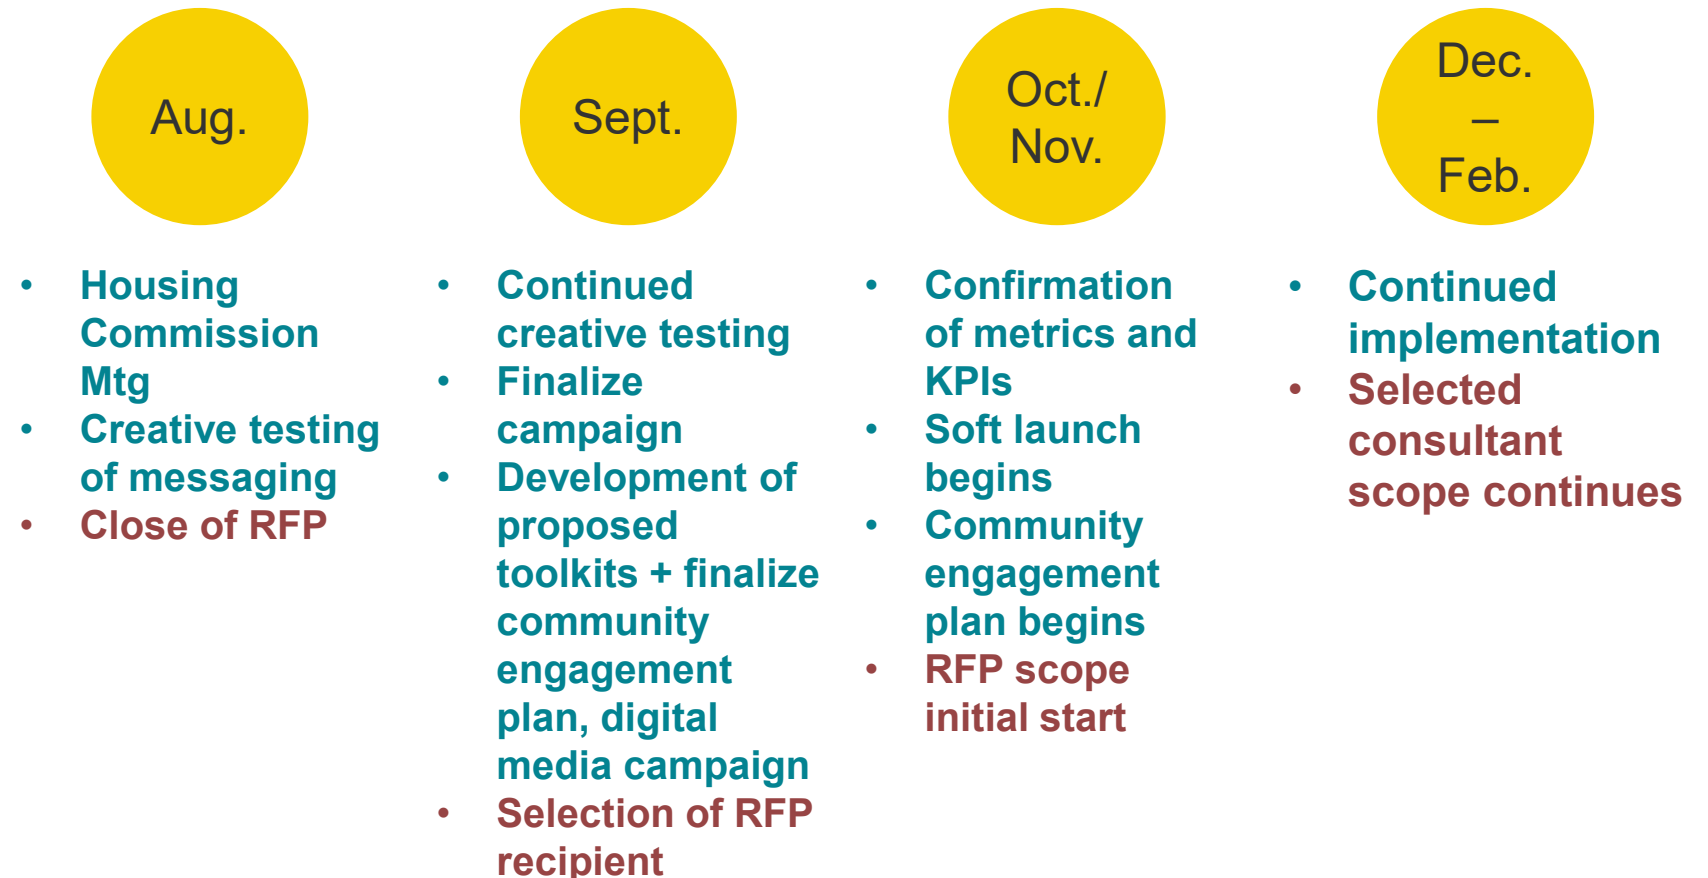 Aug.
• Housing
Commission
Mtg
• Creative testing
of messaging
• Close of RFP
Sept.
• Continued
creative testing
• Finalize
campaign
• Development of
proposed
toolkits + finalize
community
engagement
plan, digital
media campaign
• Selection of RFP
recipient
Oct./
Nov.
• Confirmation
of metrics and
KPIs
• Soft launch
begins
• Community
engagement
plan begins
• RFP scope
initial start
Dec.
–
Feb.
• Continued
implementation
• Selected
consultant
scope continues